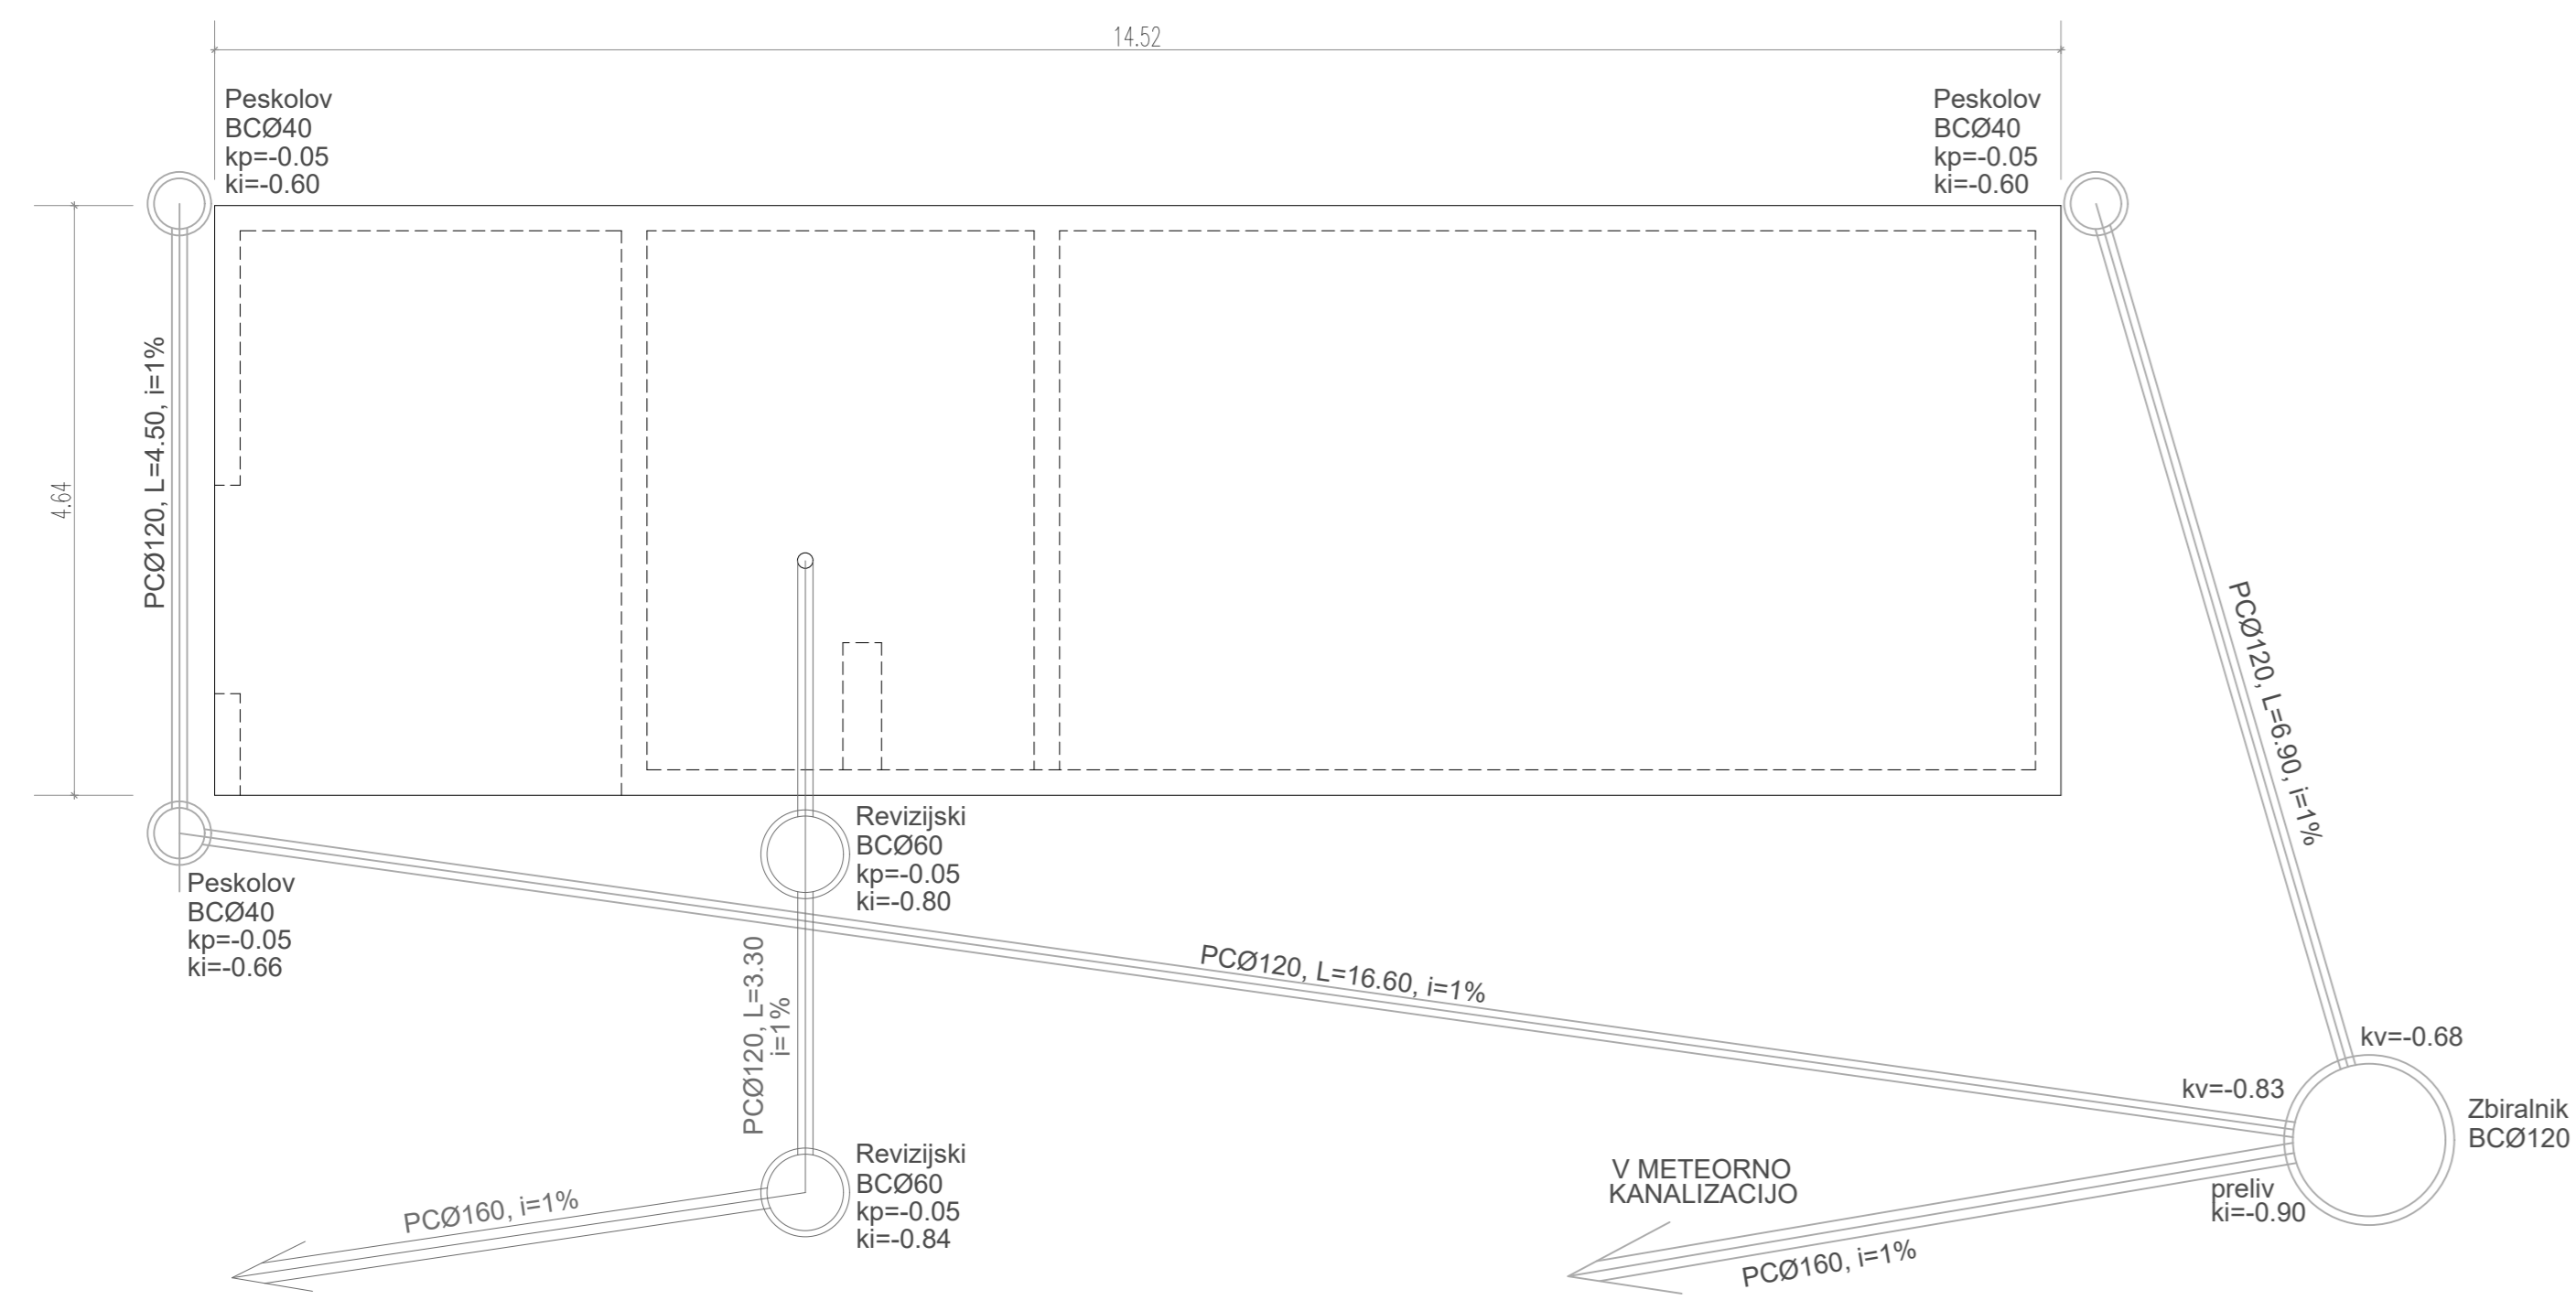 14.52
Peskolov
BCØ40
kp=-0.05
ki=-0.60
Peskolov
BCØ40
kp=-0.05
ki=-0.60
4.64
PCØ120, L=4.50, i=1%
PCØ120, L=6.90, i=1%
Revizijski
BCØ60
kp=-0.05
ki=-0.80
Peskolov
BCØ40
kp=-0.05
ki=-0.66
PCØ120, L=3.30
i=1%
PCØ120, L=16.60, i=1%
kv=-0.68
kv=-0.83
Zbiralnik
BCØ120
Revizijski
BCØ60
kp=-0.05
ki=-0.84
V METEORNO
KANALIZACIJO
preliv
ki=-0.90
PCØ160, i=1%
PCØ160, i=1%